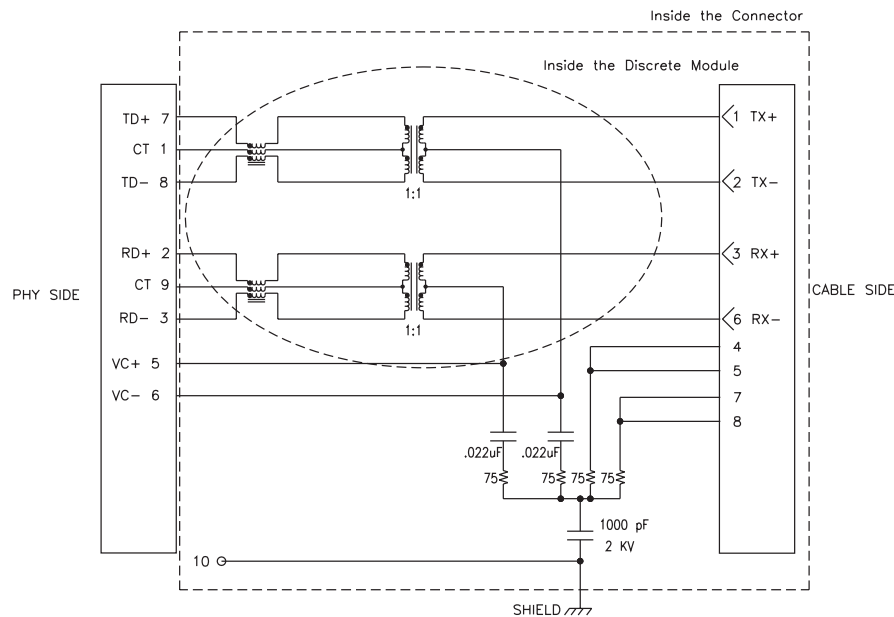 Inside the Connector
Inside the Discrete Module
TD+ 7
1 TX+
CT 1
TD- 8
2 TX-
1:1
RD+ 2
3 RX+
CT 9
PHY SIDE
CABLE SIDE
RD- 3
6 RX-
1:1
4
VC+ 5
5
VC- 6
7
8
.022uF
.022uF
75
75
75
75
1000 pF
2 KV
10
SHIELD